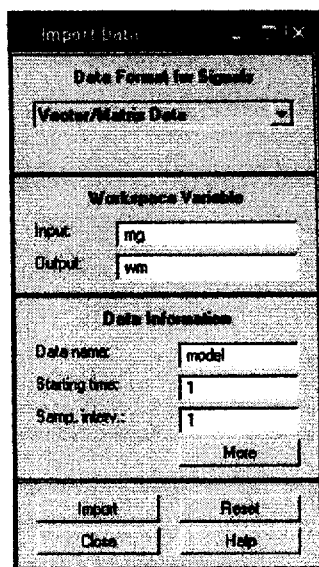 Import Data
Data Format for Signals
Vector/Matrix Data
Workspace Variable
Input: mg
Output: wm
Data Information
Data name: model
Starting time: 1
Samp. interv.: 1
More
Import Reset
Close Help